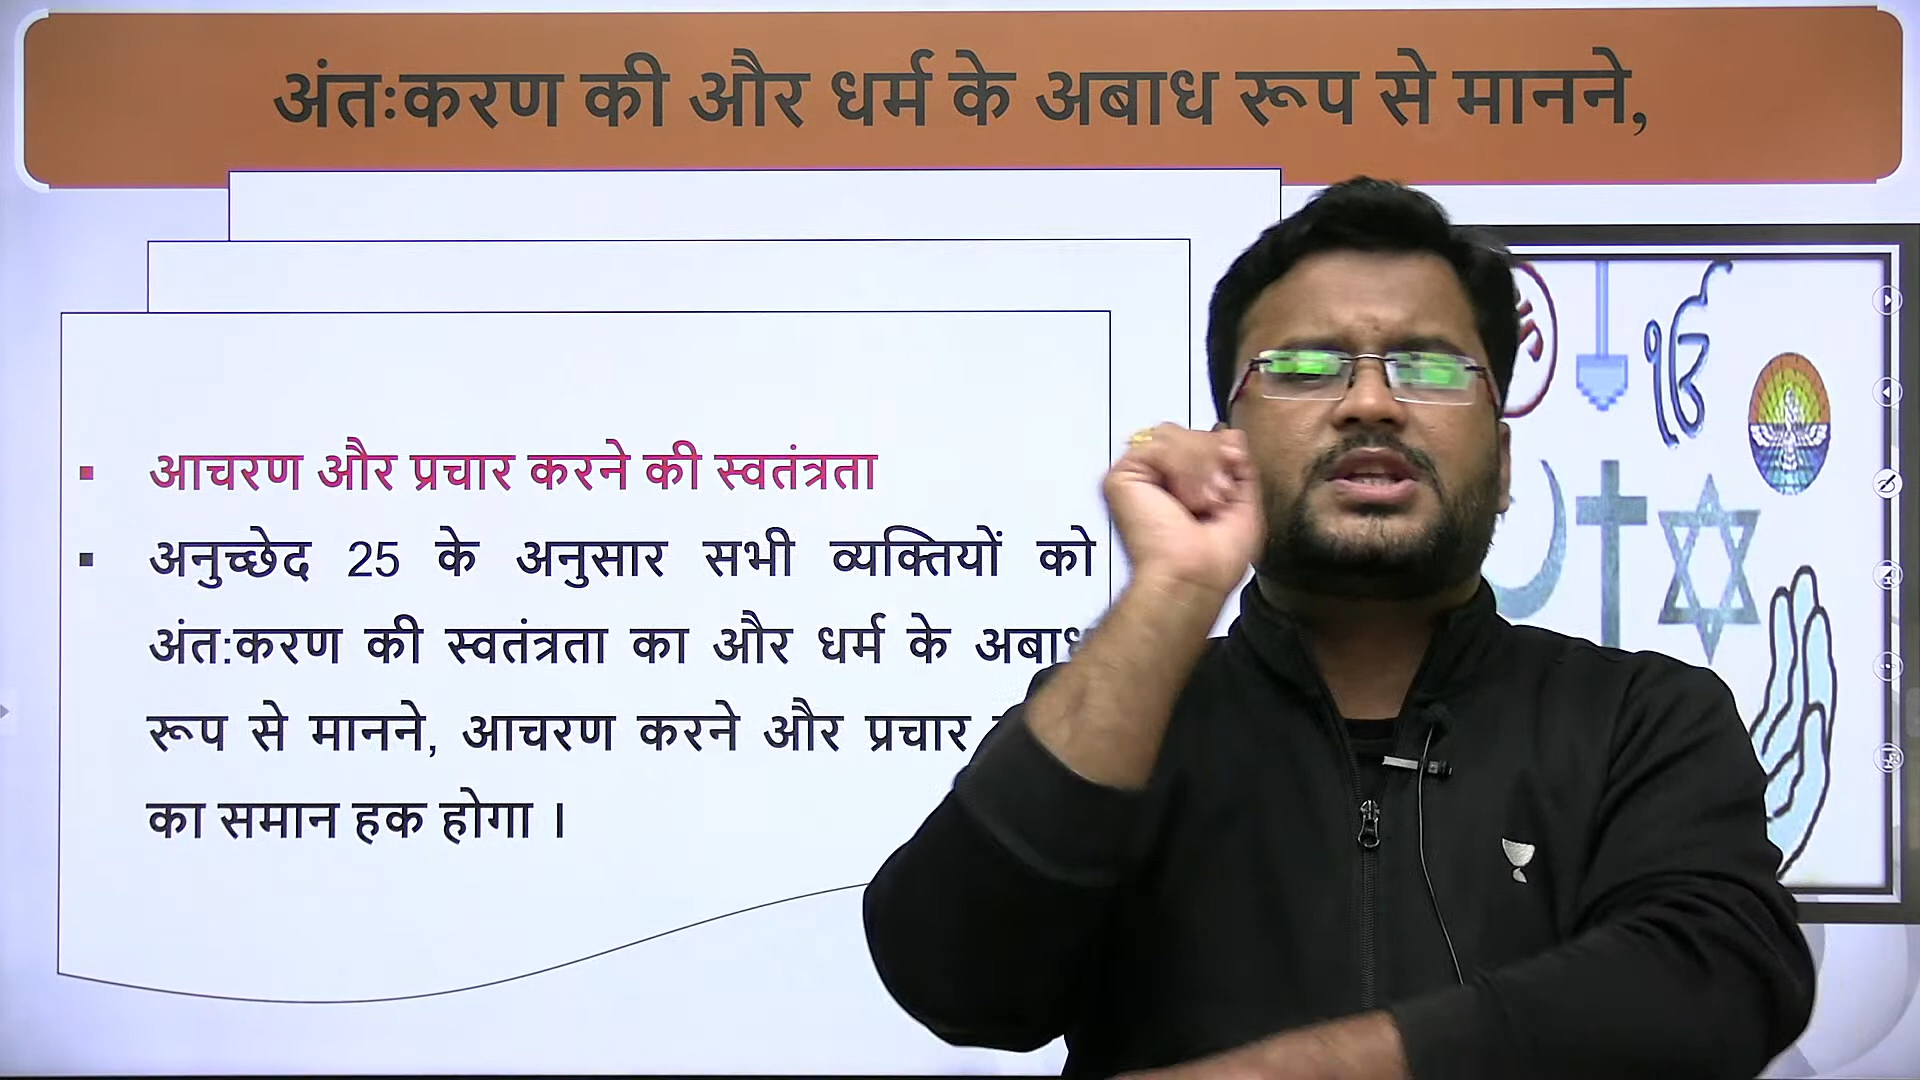 अंतःकरण की और धर्म के अबाध रूप से मानने,
आचरण और प्रचार करने की स्वतंत्रता
अनुच्छेद 25 के अनुसार सभी व्यक्तियों को
अंत:करण की स्वतंत्रता का और धर्म के अबाध
रूप से मानने, आचरण करने और प्रचार
का समान हक होगा ।